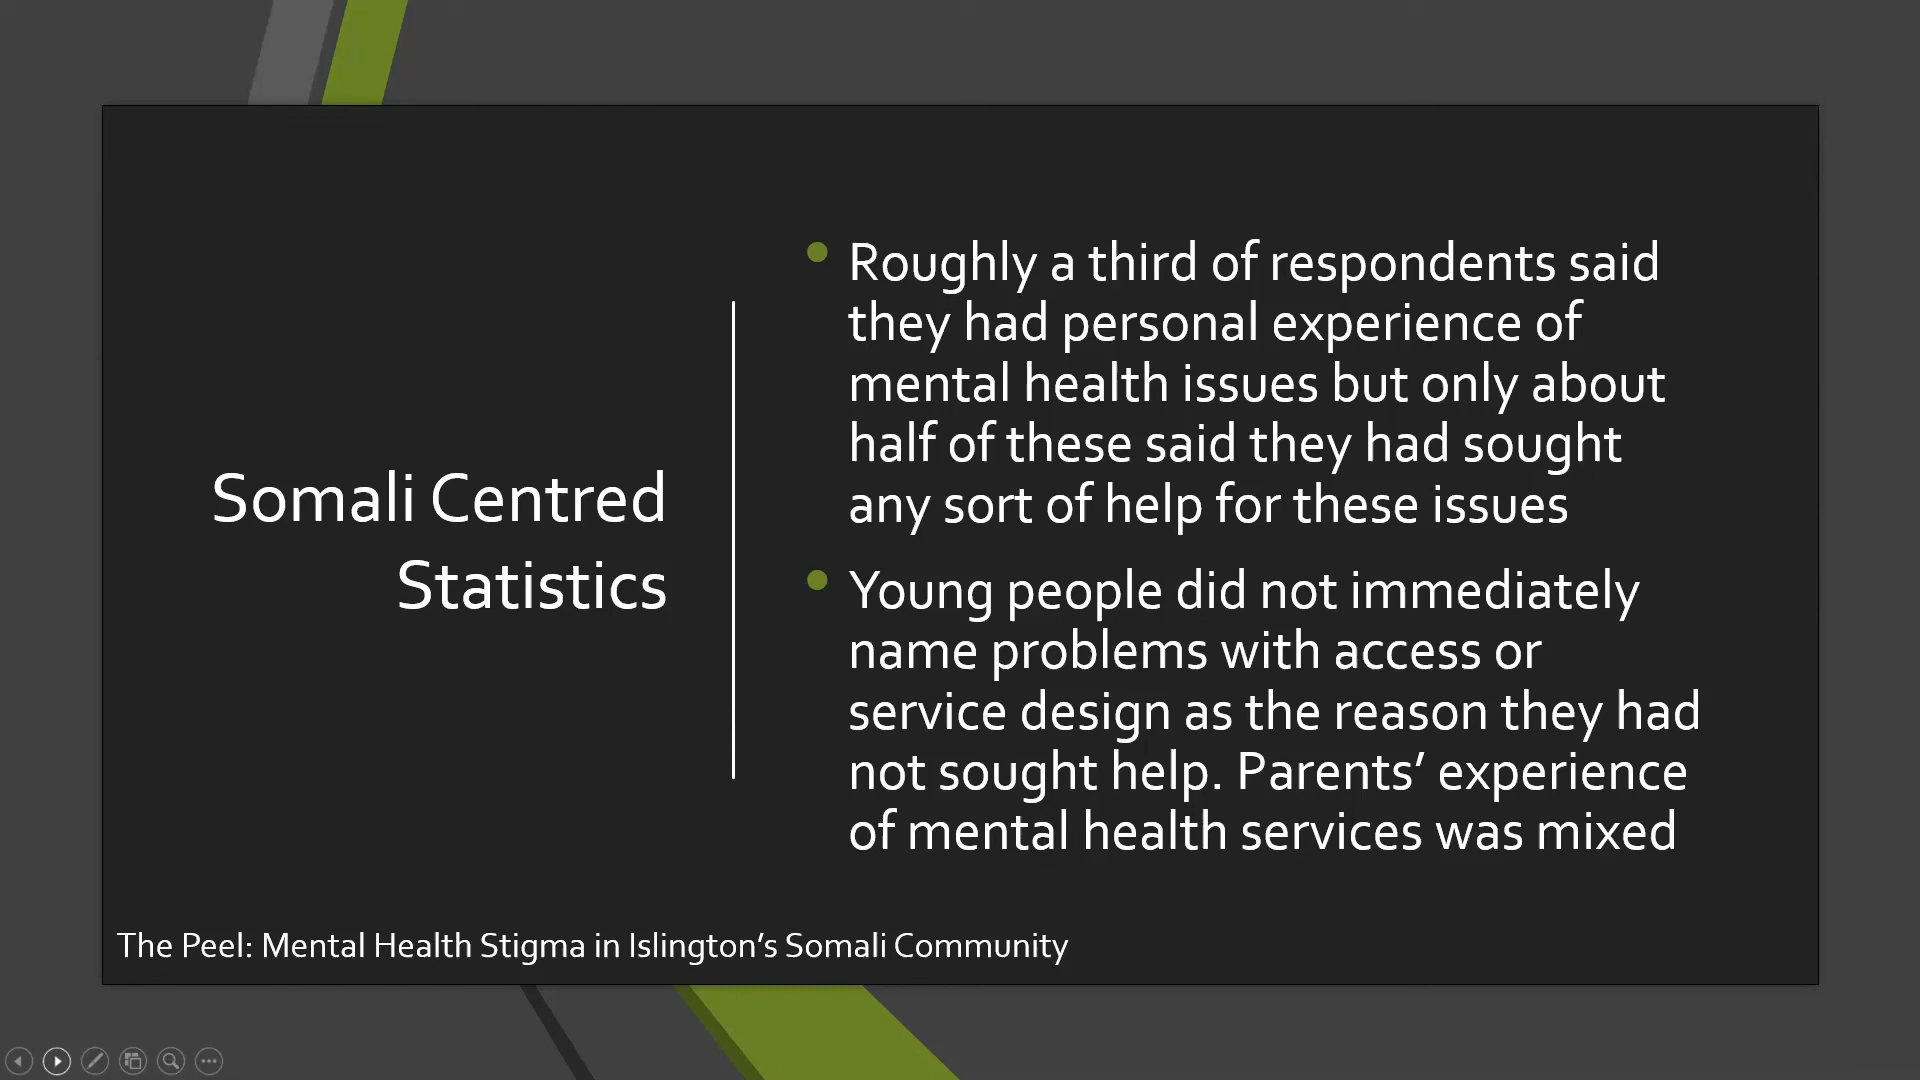 Somali Centred
Statistics
• Roughly a third of respondents said
they had personal experience of
mental health issues but only about
half of these said they had sought
any sort of help for these issues
• Young people did not immediately
name problems with access or
service design as the reason they had
not sought help. Parents’ experience
of mental health services was mixed
The Peel: Mental Health Stigma in Islington’s Somali Community